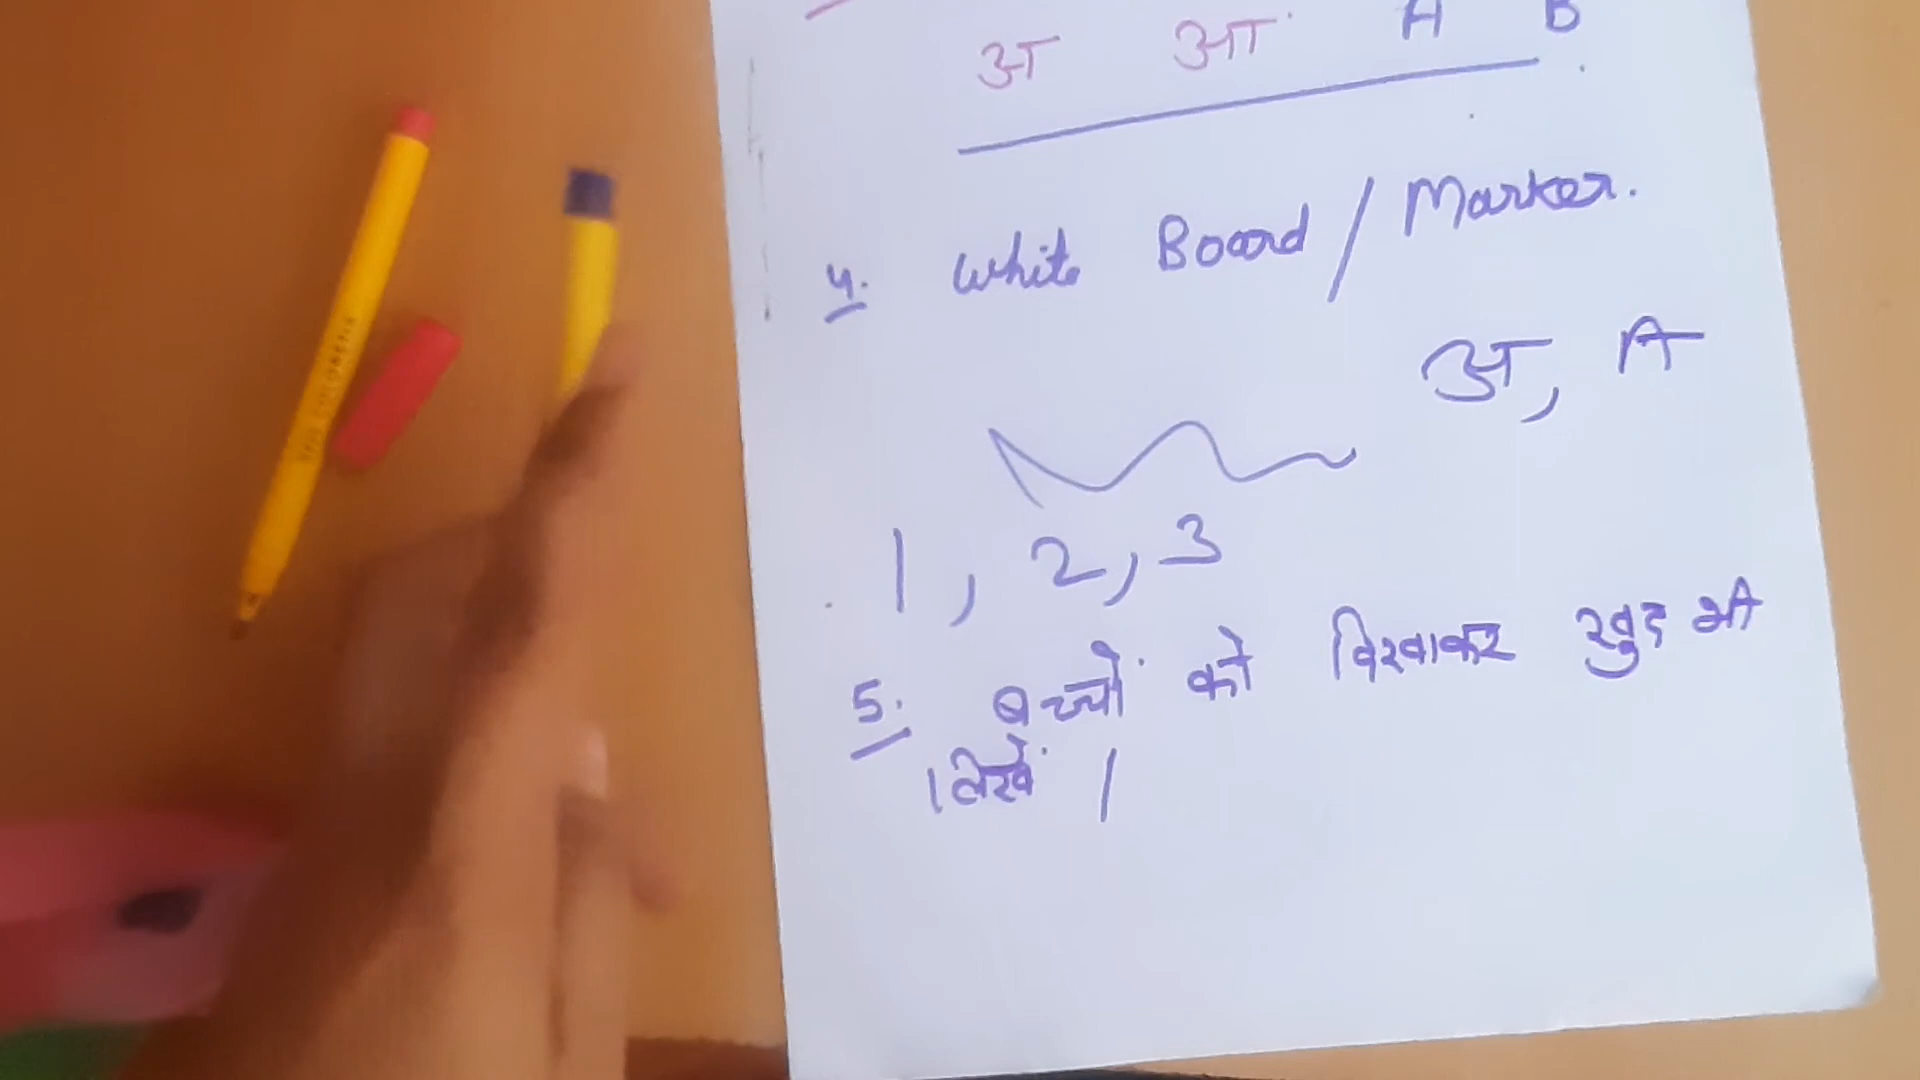 अ आ A B
4. White Board / Marker.
अ, A
1, 2, 3
5. बच्चों को दिखाकर खुद भी
लिखें ।